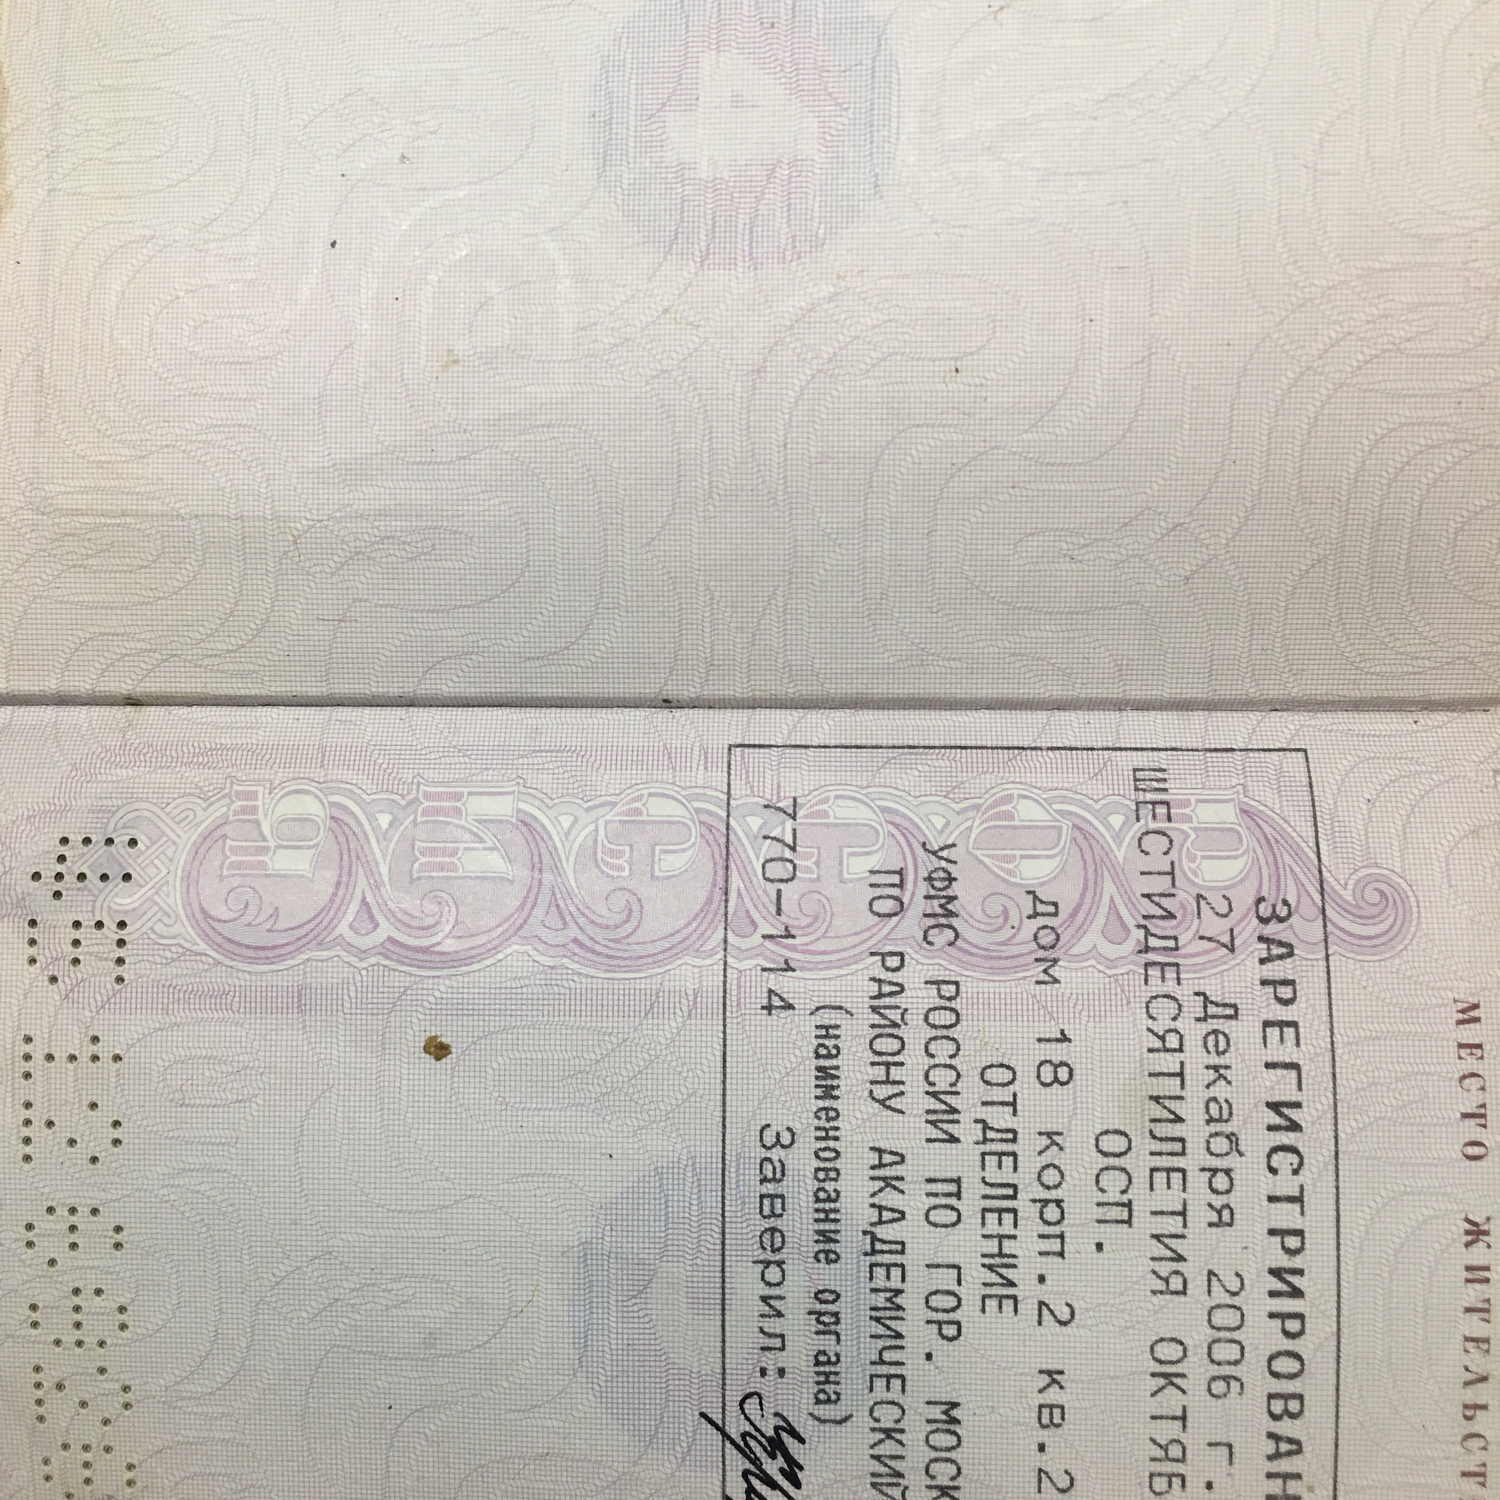 МЕСТО ЖИТЕЛЬСТ
ЗАРЕГИСТРИРОВАН
27 Декабря 2006 г.
ШЕСТИДЕСЯТИЛЕТИЯ ОКТЯБ
ОСП.
дом 18 корп.2 кв.2
ОТДЕЛЕНИЕ
УФМС РОССИИ ПО ГОР. МОСК
ПО РАЙОНУ АКАДЕМИЧЕСКИЙ
(наименование органа)
770-114 Заверил: